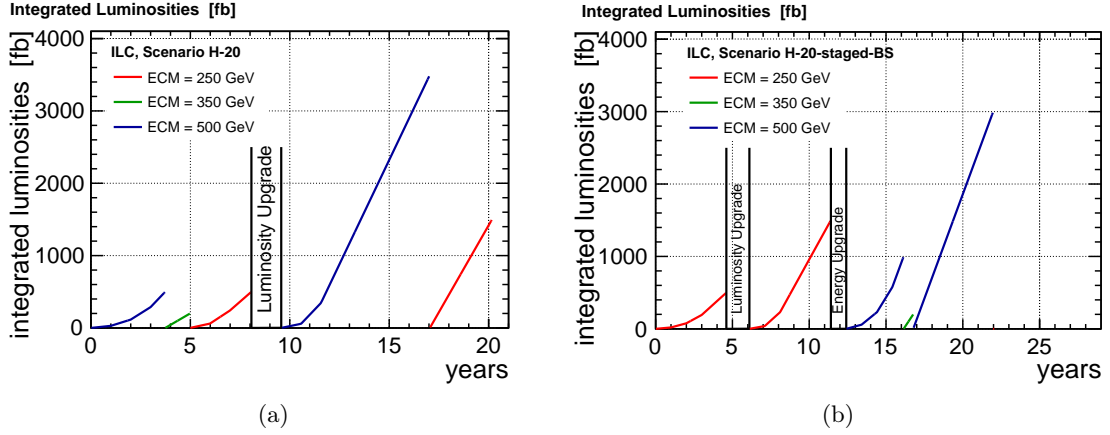 Integrated Luminosities [fb]
integrated luminosities [fb]
4000
3000
2000
1000
0
ILC, Scenario H-20
ECM = 250 GeV
ECM = 350 GeV
ECM = 500 GeV
Luminosity Upgrade
0 5 10 15 20
years
(a)
Integrated Luminosities [fb]
integrated luminosities [fb]
4000
3000
2000
1000
0
ILC, Scenario H-20-staged-BS
ECM = 250 GeV
ECM = 350 GeV
ECM = 500 GeV
Luminosity Upgrade
Energy Upgrade
0 5 10 15 20 25
years
(b)